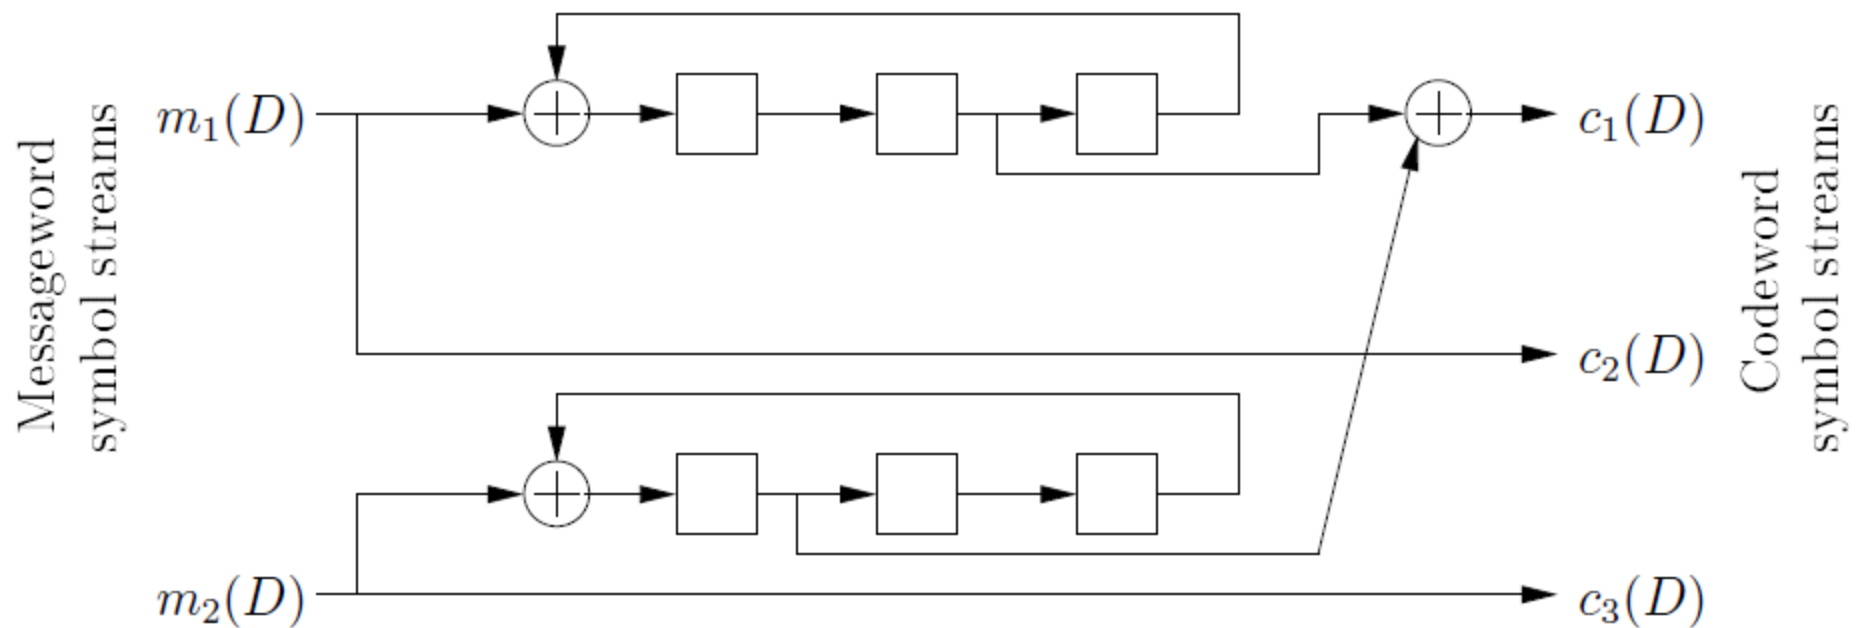 Messageword
symbol streams
m₁(D)
m₂(D)
c₁(D)
c₂(D)
c₃(D)
Codeword
symbol streams